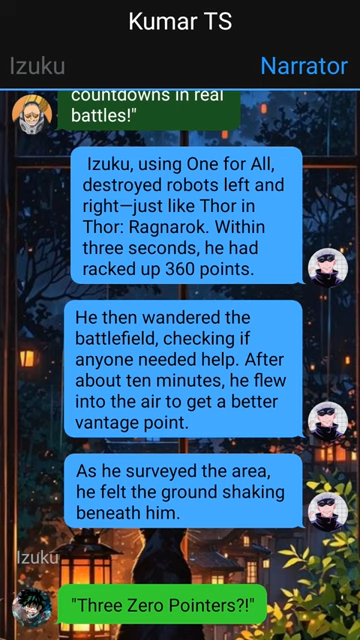 Kumar TS
Izuku
Narrator
countdowns in real
battles!"
Izuku, using One for All,
destroyed robots left and
right—just like Thor in
Thor: Ragnarok. Within
three seconds, he had
racked up 360 points.
He then wandered the
battlefield, checking if
anyone needed help. After
about ten minutes, he flew
into the air to get a better
vantage point.
As he surveyed the area,
he felt the ground shaking
beneath him.
Izuku
"Three Zero Pointers?!"